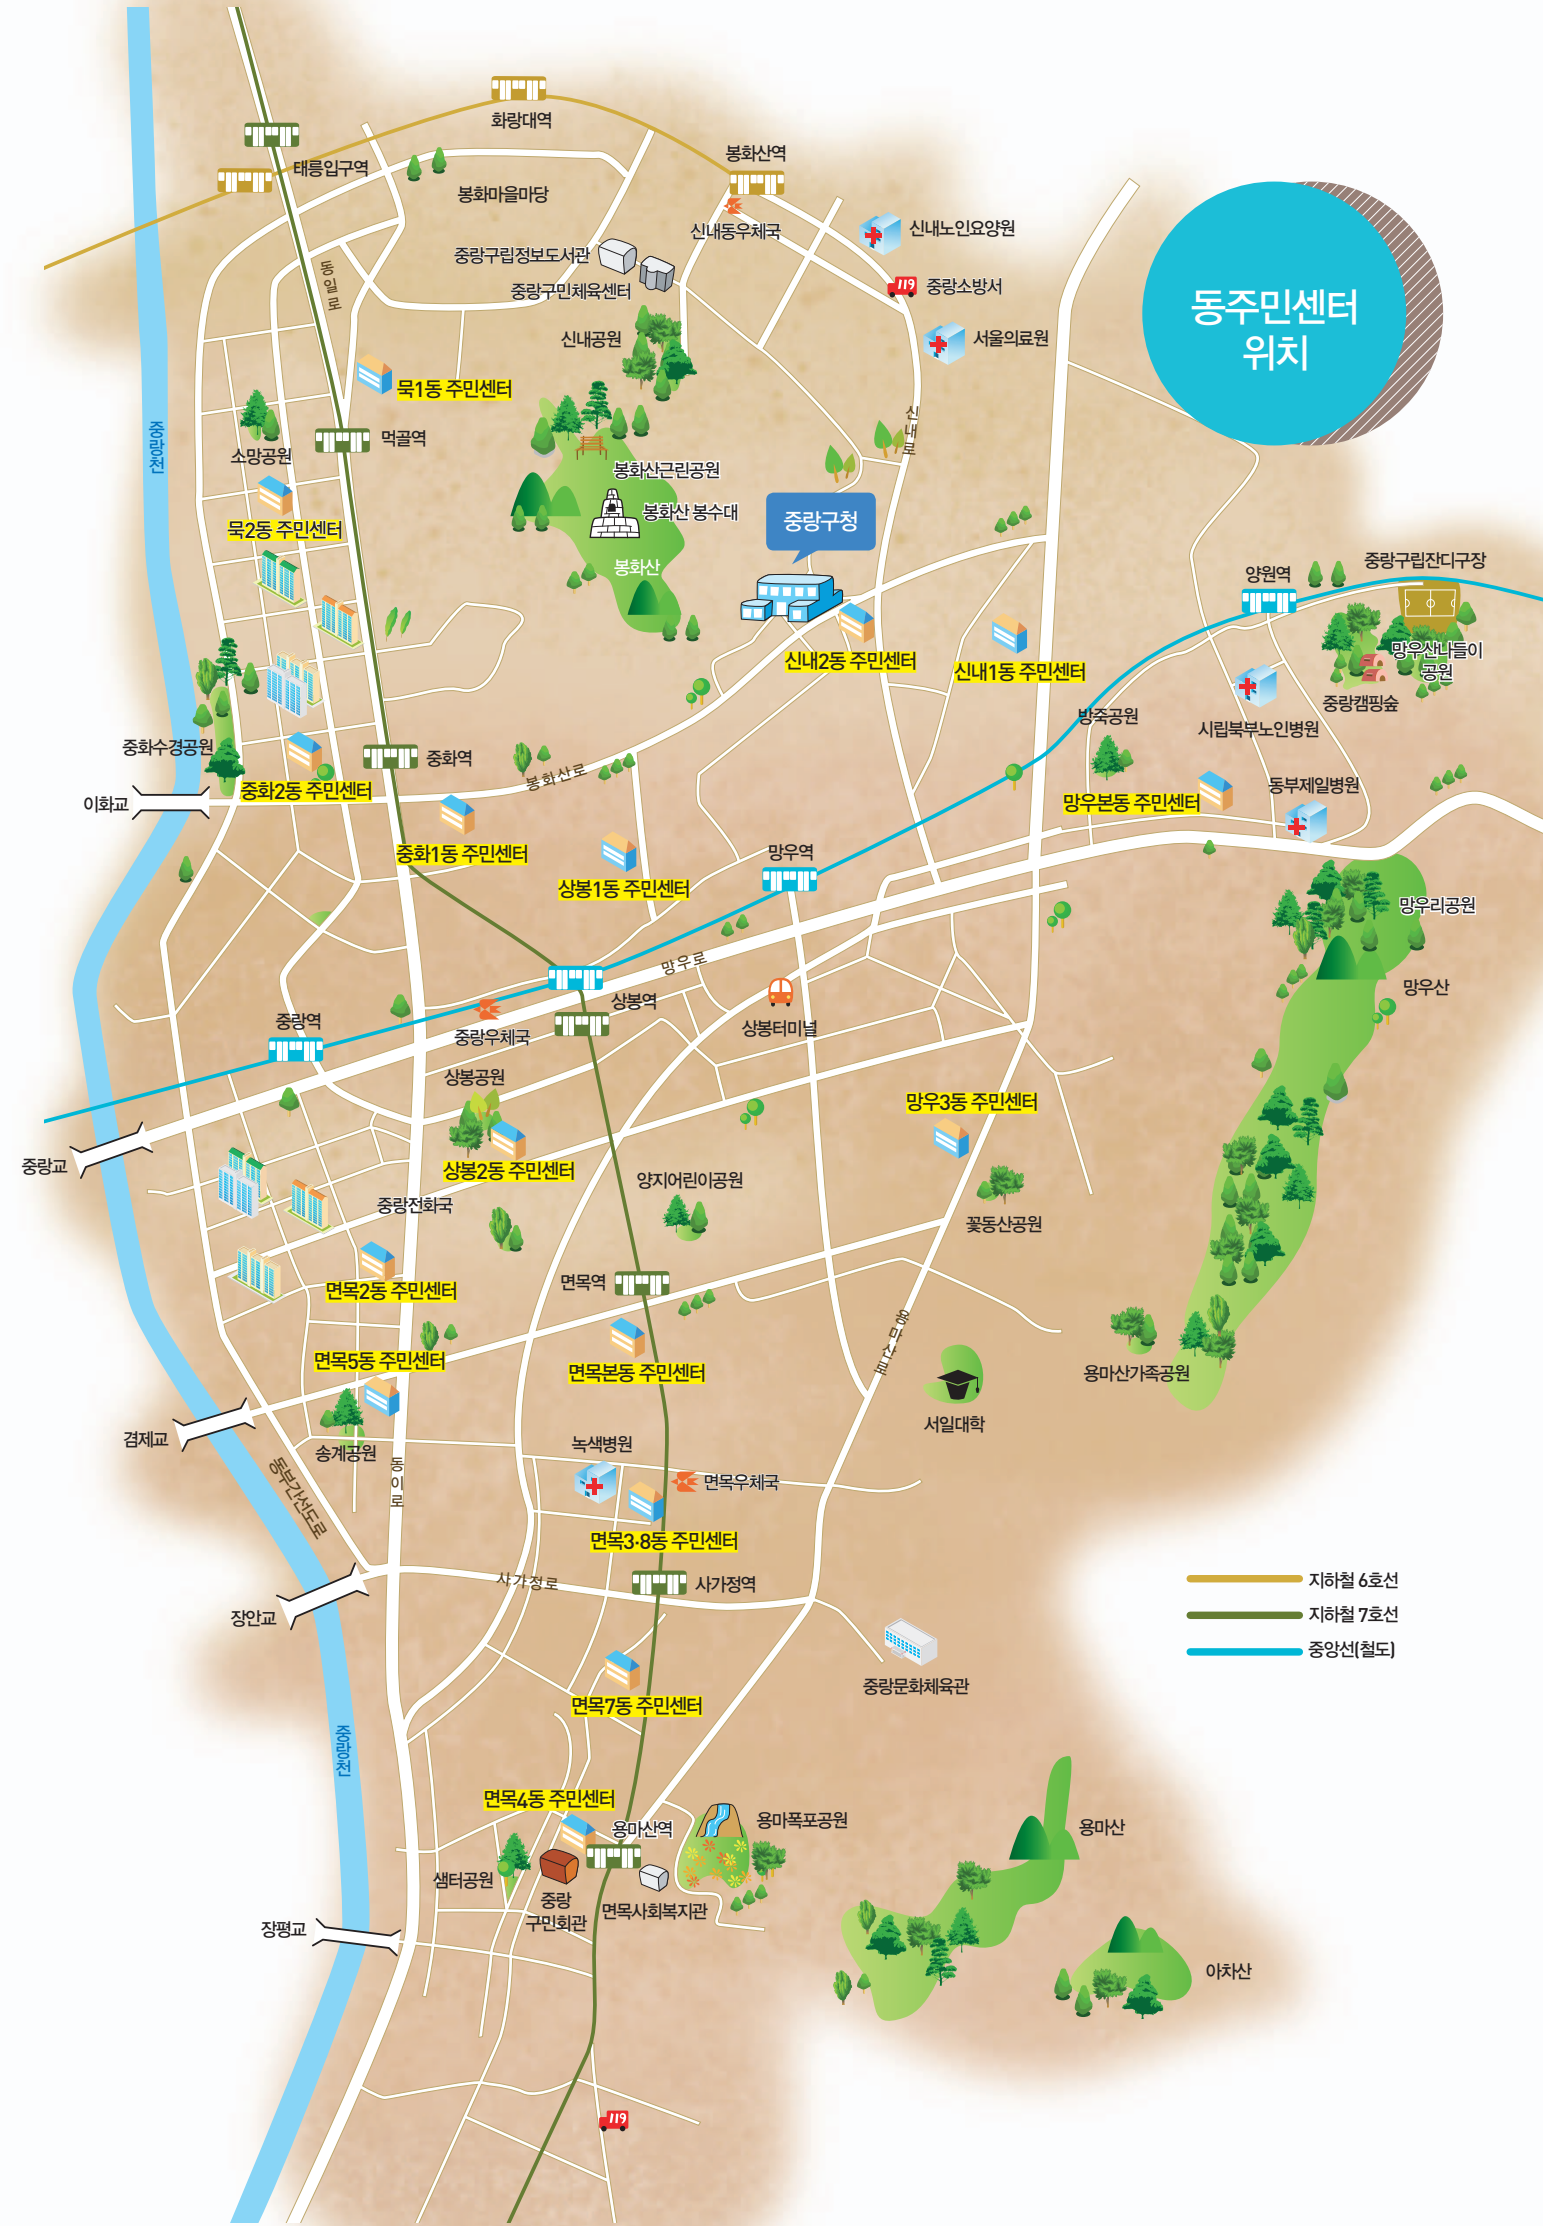 화랑대역
태릉입구역
봉화산역
봉화마을마당
신내동우체국
신내노인요양원
중랑구립정보도서관
중랑구민체육센터
119
중랑소방서
동일로
신내공원
서울의료원
동주민센터
위치
묵1동 주민센터
중랑천
먹골역
소망공원
신내로
봉화산근린공원
봉화산 봉수대
묵2동 주민센터
중랑구청
봉화산
양원역
중랑구립잔디구장
신내2동 주민센터
신내1동 주민센터
망우산나들이
공원
중랑캠핑숲
방죽공원
시립북부노인병원
중화수경공원
중화역
봉화산로
중화2동 주민센터
이화교
동부제일병원
망우본동 주민센터
중화1동 주민센터
상봉1동 주민센터
망우역
망우리공원
망우로
망우산
상봉역
중랑역
중랑우체국
상봉터미널
상봉공원
망우3동 주민센터
중랑교
상봉2동 주민센터
양지어린이공원
중랑전화국
꽃동산공원
면목역
면목2동 주민센터
용마산로
면목5동 주민센터
면목본동 주민센터
용마산가족공원
서일대학
겸제교
송계공원
녹색병원
동이로
면목우체국
동부간선도로
면목3·8동 주민센터
사가정로
사가정역
장안교
지하철 6호선
지하철 7호선
중앙선(철도)
중랑문화체육관
면목7동 주민센터
중랑천
면목4동 주민센터
용마산역
용마폭포공원
용마산
샘터공원
중랑
구민회관
면목사회복지관
장평교
아차산
119